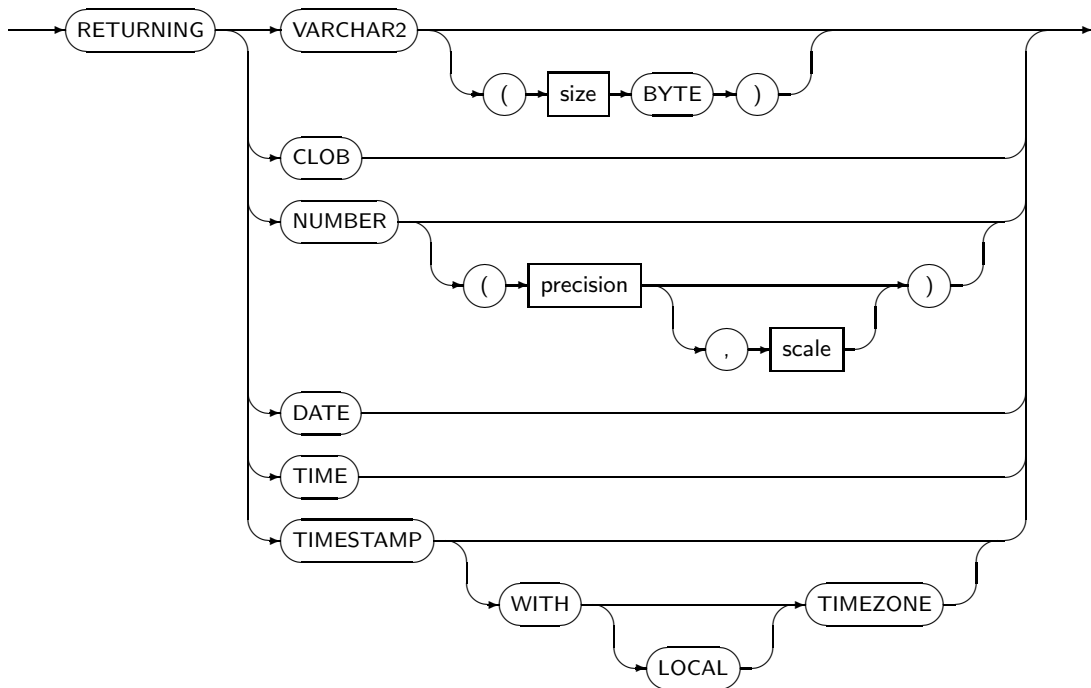 RETURNING VARCHAR2
( size BYTE )
CLOB
NUMBER
( precision )
, scale
DATE
TIME
TIMESTAMP
WITH TIMEZONE
LOCAL